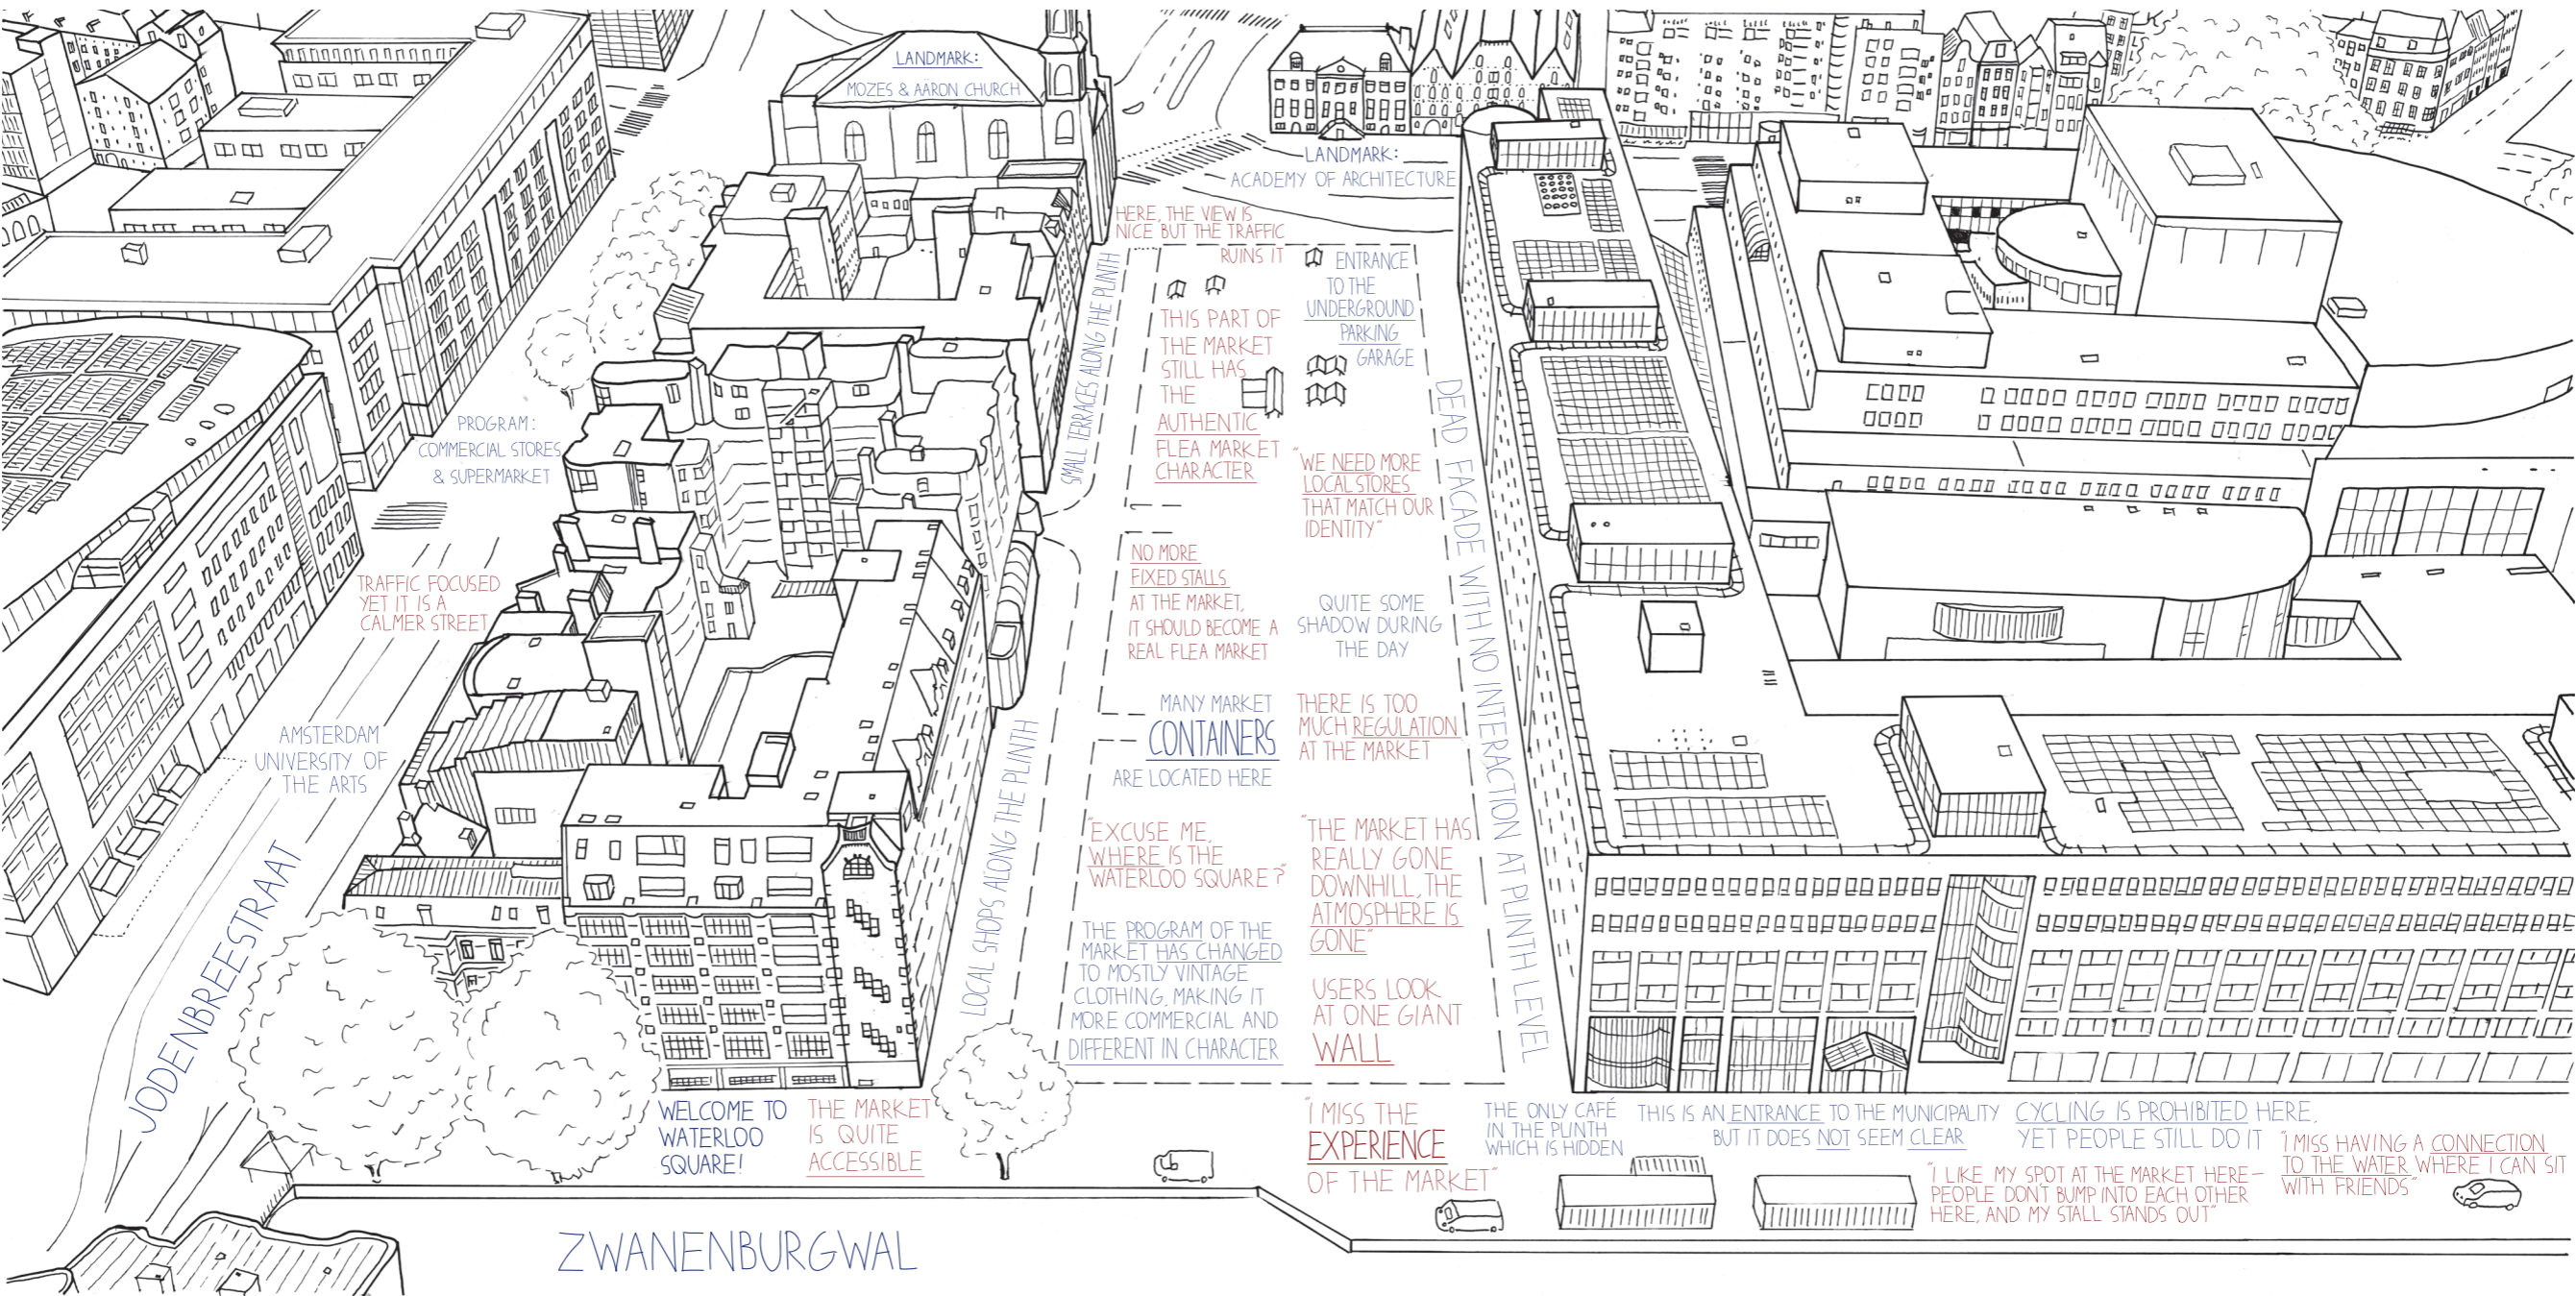 LANDMARK:
MOZES & AÄRON CHURCH
LANDMARK:
ACADEMY OF ARCHITECTURE
HERE, THE VIEW IS
NICE BUT THE TRAFFIC
RUINS IT
ENTRANCE
TO THE
UNDERGROUND
PARKING
GARAGE
SMALL TERRACES ALONG THE PLINTH
THIS PART OF
THE MARKET
STILL HAS
THE
AUTHENTIC
FLEA MARKET
CHARACTER
"WE NEED MORE
LOCAL STORES
THAT MATCH OUR
IDENTITY"
DEAD FACADE WITH NO INTERACTION AT PLINTH LEVEL
PROGRAM:
COMMERCIAL STORES
& SUPERMARKET
TRAFFIC FOCUSED
YET IT IS A
CALMER STREET
NO MORE
FIXED STALLS
AT THE MARKET,
IT SHOULD BECOME A
REAL FLEA MARKET
QUITE SOME
SHADOW DURING
THE DAY
AMSTERDAM
UNIVERSITY OF
THE ARTS
MANY MARKET
CONTAINERS
ARE LOCATED HERE
THERE IS TOO
MUCH REGULATION
AT THE MARKET
LOCAL SHOPS ALONG THE PLINTH
JODENBREESTRAAT
"EXCUSE ME,
WHERE IS THE
WATERLOO SQUARE?"
"THE MARKET HAS
REALLY GONE
DOWNHILL, THE
ATMOSPHERE IS
GONE"
THE PROGRAM OF THE
MARKET HAS CHANGED
TO MOSTLY VINTAGE
CLOTHING, MAKING IT
MORE COMMERCIAL AND
DIFFERENT IN CHARACTER
USERS LOOK
AT ONE GIANT
WALL
WELCOME TO
WATERLOO
SQUARE!
THE MARKET
IS QUITE
ACCESSIBLE
"I MISS THE
EXPERIENCE
OF THE MARKET"
THE ONLY CAFÉ
IN THE PLINTH
WHICH IS HIDDEN
THIS IS AN ENTRANCE TO THE MUNICIPALITY
BUT IT DOES NOT SEEM CLEAR
CYCLING IS PROHIBITED HERE,
YET PEOPLE STILL DO IT
"I LIKE MY SPOT AT THE MARKET HERE—
PEOPLE DON'T BUMP INTO EACH OTHER
HERE, AND MY STALL STANDS OUT"
"I MISS HAVING A CONNECTION
TO THE WATER WHERE I CAN SIT
WITH FRIENDS"
ZWANENBURGWAL